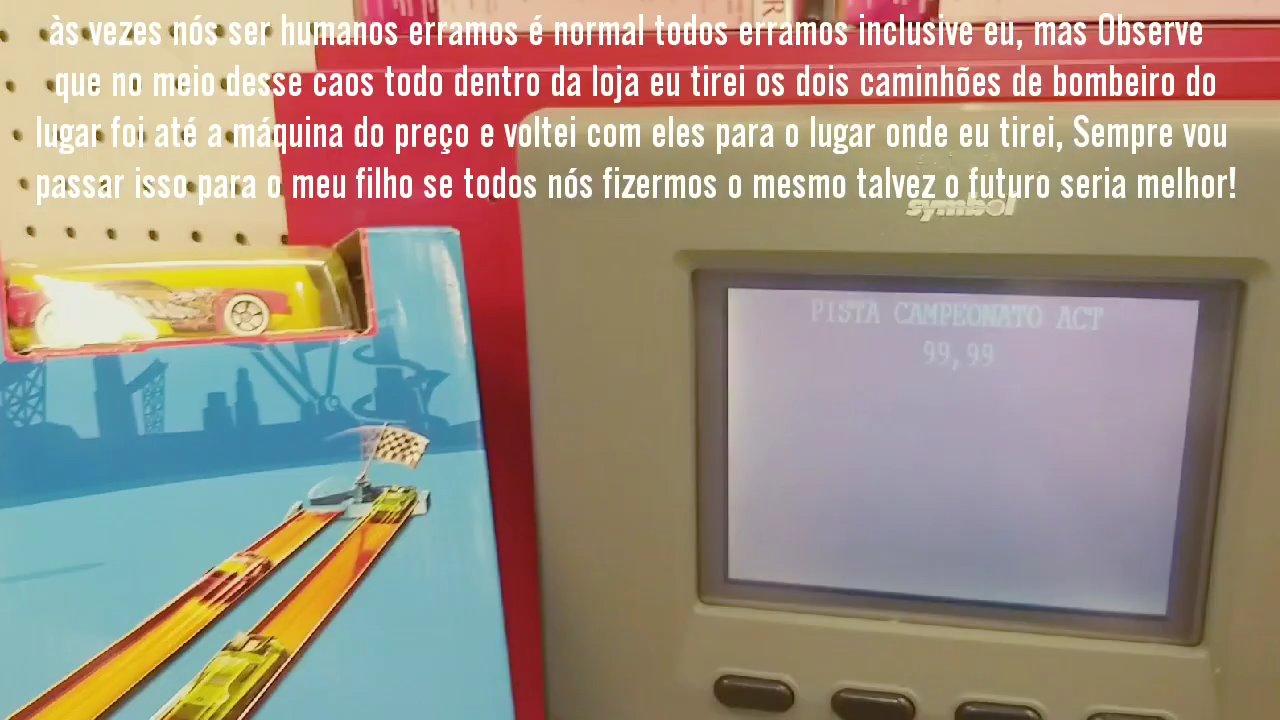 às vezes nós ser humanos erramos é normal todos erramos inclusive eu, mas Observe
que no meio desse caos todo dentro da loja eu tirei os dois caminhões de bombeiro do
lugar foi até a máquina do preço e voltei com eles para o lugar onde eu tirei, Sempre vou
passar isso para o meu filho se todos nós fizermos o mesmo talvez o futuro seria melhor!
symbol
PISTA CAMPEONATO ACT
99,99